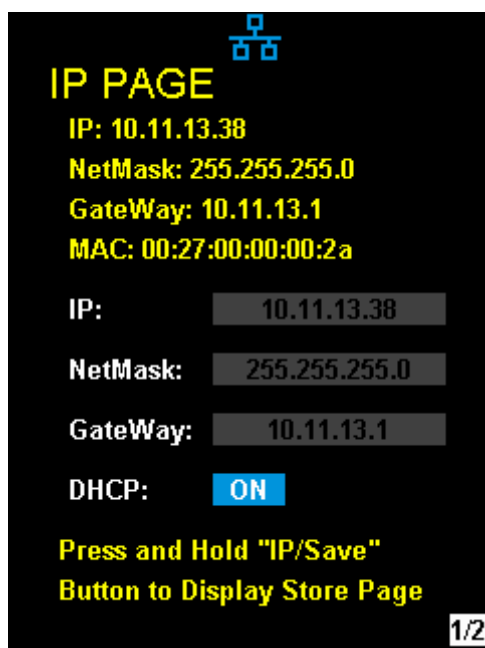 IP PAGE
IP: 10.11.13.38
NetMask: 255.255.255.0
GateWay: 10.11.13.1
MAC: 00:27:00:00:00:2a
IP: 10.11.13.38
NetMask: 255.255.255.0
GateWay: 10.11.13.1
DHCP: ON
Press and Hold "IP/Save"
Button to Display Store Page
1/2